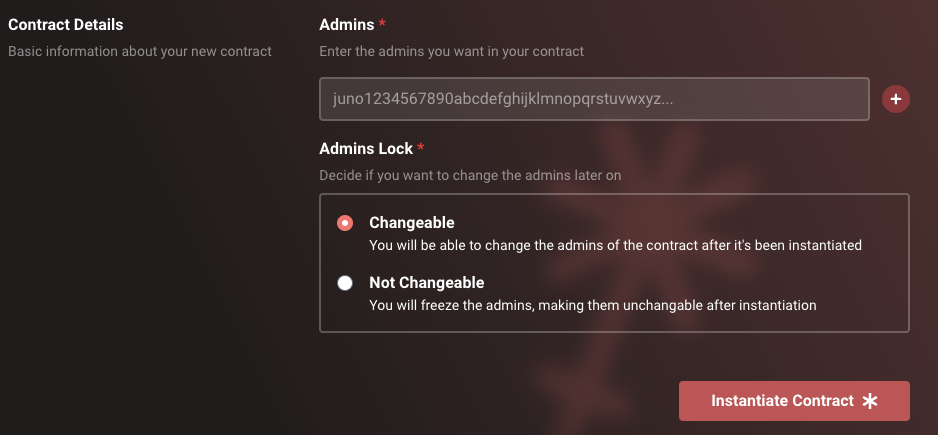 Contract Details
Basic information about your new contract
Admins *
Enter the admins you want in your contract
juno1234567890abcdefghijklmnopqrstuvwxyz...
+
Admins Lock *
Decide if you want to change the admins later on
Changeable
You will be able to change the admins of the contract after it's been instantiated
Not Changeable
You will freeze the admins, making them unchangable after instantiation
Instantiate Contract